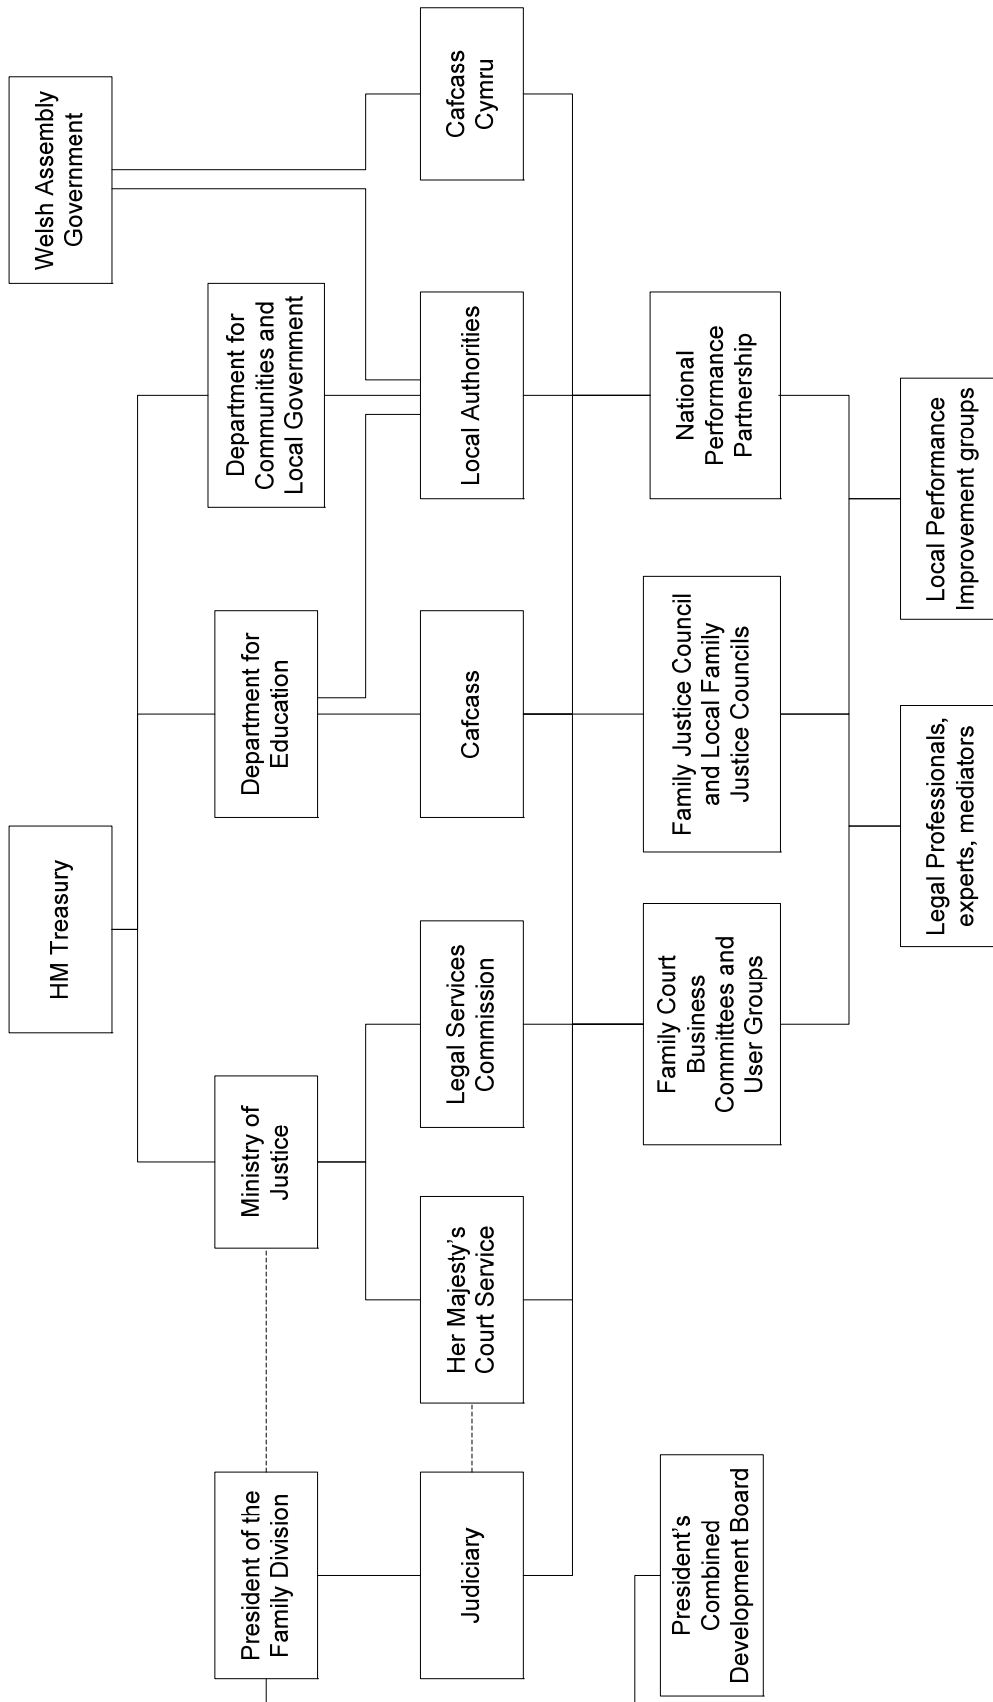 HM Treasury
Welsh Assembly
Government
President of the
Family Division
Ministry of
Justice
Department for
Education
Department for
Communities and
Local Government
Judiciary
Her Majesty’s
Court Service
Legal Services
Commission
Cafcass
Local Authorities
Cafcass
Cymru
President’s
Combined
Development Board
Family Court
Business
Committees and
User Groups
Family Justice Council
and Local Family
Justice Councils
National
Performance
Partnership
Legal Professionals,
experts, mediators
Local Performance
Improvement groups